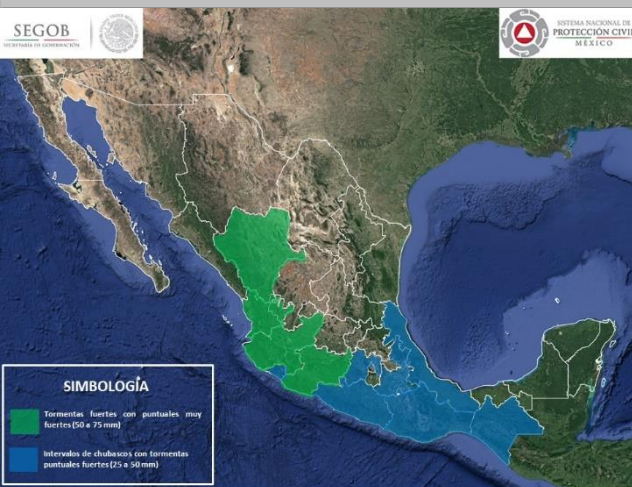 SEGOB
SECRETARÍA DE GOBERNACIÓN
SISTEMA NACIONAL DE
PROTECCIÓN CIVIL
MÉXICO
SIMBOLOGÍA
Tormentas fuertes con puntuales muy
fuertes (50 a 75 mm)
Intervalos de chubascos con tormentas
puntuales fuertes (25 a 50 mm)